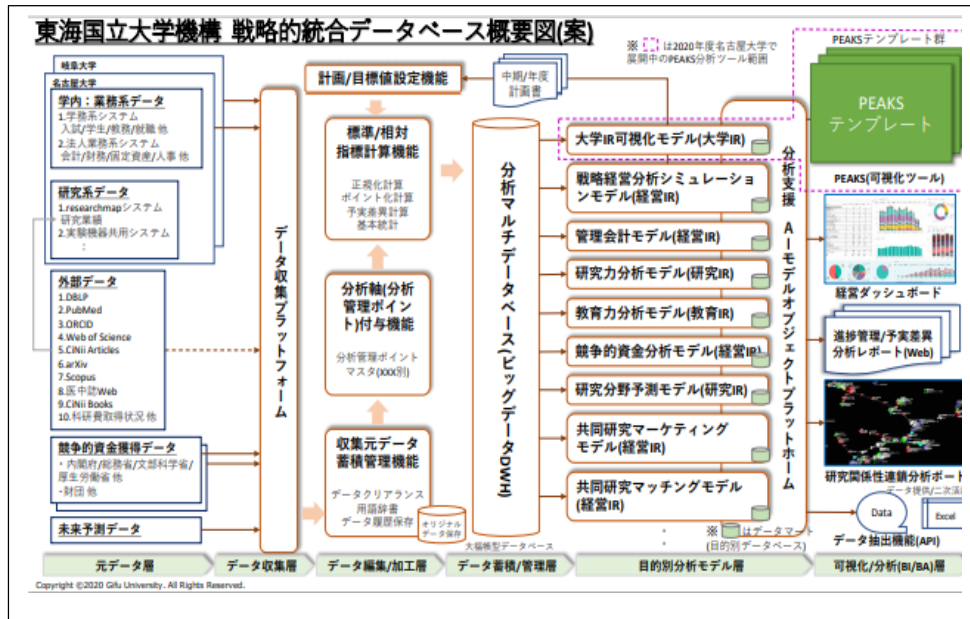 東海国立大学機構 戦略的統合データベース概要図(案)
※ は2020年度名古屋大学で
展開中のPEAKS分析ツール範囲
PEAKSテンプレート群
PEAKS
テンプレート
PEAKS(可視化ツール)
岐阜大学
名古屋大学
学内：業務系データ
1.学務系システム
入試/学生/教務/就職 他
2.法人業務系システム
会計/財務/固定資産/人事 他
研究系データ
1.researchmapシステム
研究業績
2.実験機器共用システム
：
外部データ
1.DBLP
2.PubMed
3.ORCID
4.Web of Science
5.CiNii Articles
6.arXiv
7.Scopus
8.医中誌Web
9.CiNii Books
10.科研費取得状況 他
競争的資金獲得データ
・内閣府/総務省/文部科学省/
厚生労働省 他
・財団 他
未来予測データ
データ収集プラットフォーム
計画/目標値設定機能
中期/年度
計画書
標準/相対
指標計算機能
正規化計算
ポイント化計算
予実差異計算
基本統計
分析軸(分析
管理ポイン
ト)付与機能
分析管理ポイント
マスタ(XXX別)
収集元データ
蓄積管理機能
データクリアランス
用語辞書
データ履歴保存
オリジナル
データ保存
分析マルチデータベース(ビッグデータDWH)
大福帳型データベース
大学IR可視化モデル(大学IR)
戦略経営分析シミュレーショ
ンモデル(経営IR)
管理会計モデル(経営IR)
研究力分析モデル(研究IR)
教育力分析モデル(教育IR)
競争的資金分析モデル(経営IR)
研究分野予測モデル(研究IR)
共同研究マーケティング
モデル(経営IR)
共同研究マッチングモデル
(経営IR)
※ はデータマート
(目的別データベース)
分析支援 AIモデルオブジェクトプラットホーム
経営ダッシュボード
進捗管理/予実差異
分析レポート(Web)
研究関係性連鎖分析ボード
データ提供/二次活
Data
Excel
データ抽出機能(API)
元データ層
データ収集層
データ編集/加工層
データ蓄積/管理層
目的別分析モデル層
可視化/分析(BI/BA)層
Copyright ©2020 Gifu University. All Rights Reserved.